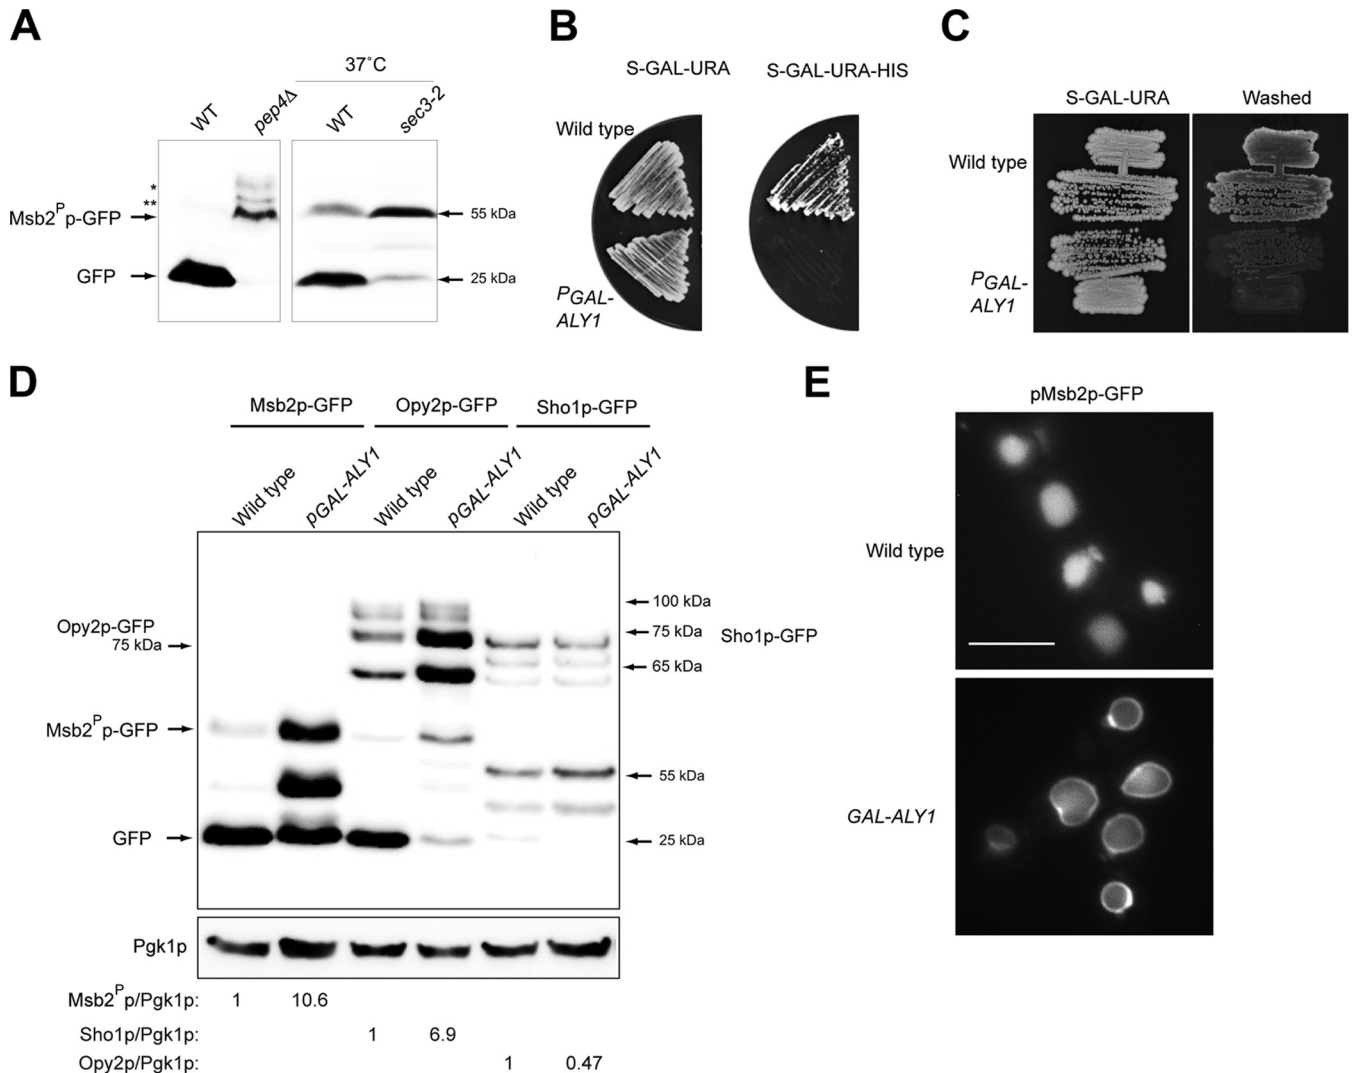 A
37˚C
WT
pep4Δ
WT
sec3-2
*
**
Msb2Pp-GFP
55 kDa
GFP
25 kDa
B
S-GAL-URA
S-GAL-URA-HIS
Wild type
PGAL-
ALY1
C
S-GAL-URA
Washed
Wild type
PGAL-
ALY1
D
Msb2p-GFP
Opy2p-GFP
Sho1p-GFP
Wild type
pGAL-ALY1
Wild type
pGAL-ALY1
Wild type
pGAL-ALY1
100 kDa
Opy2p-GFP
75 kDa
75 kDa
Sho1p-GFP
65 kDa
Msb2Pp-GFP
55 kDa
GFP
25 kDa
Pgk1p
Msb2Pp/Pgk1p: 1 10.6
Sho1p/Pgk1p: 1 6.9
Opy2p/Pgk1p: 1 0.47
E
pMsb2p-GFP
Wild type
GAL-ALY1